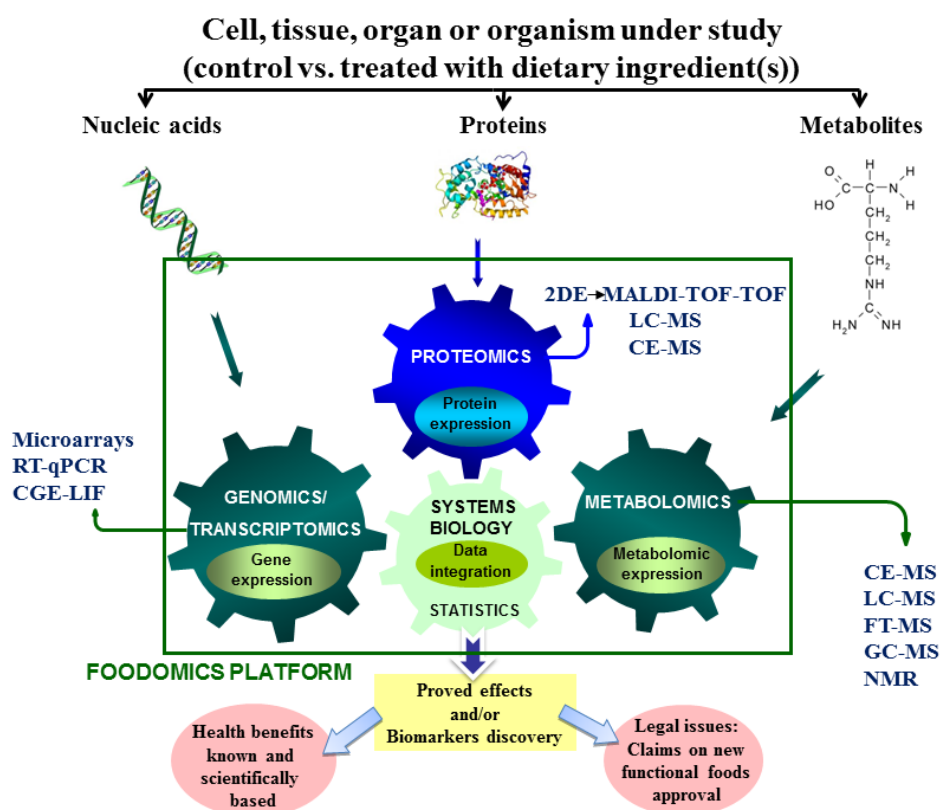 Cell, tissue, organ or organism under study
(control vs. treated with dietary ingredient(s))
Nucleic acids
Proteins
Metabolites
O
H
H
C
C
N
HO
H
CH2
CH2
CH2
NH
C
H2N
NH
2DE→MALDI-TOF-TOF
LC-MS
CE-MS
PROTEOMICS
Protein
expression
Microarrays
RT-qPCR
CGE-LIF
GENOMICS/
TRANSCRIPTOMICS
Gene
expression
SYSTEMS
BIOLOGY
Data
integration
STATISTICS
METABOLOMICS
Metabolomic
expression
CE-MS
LC-MS
FT-MS
GC-MS
NMR
FOODOMICS PLATFORM
Proved effects
and/or
Biomarkers discovery
Health benefits
known and
scientifically
based
Legal issues:
Claims on new
functional foods
approval